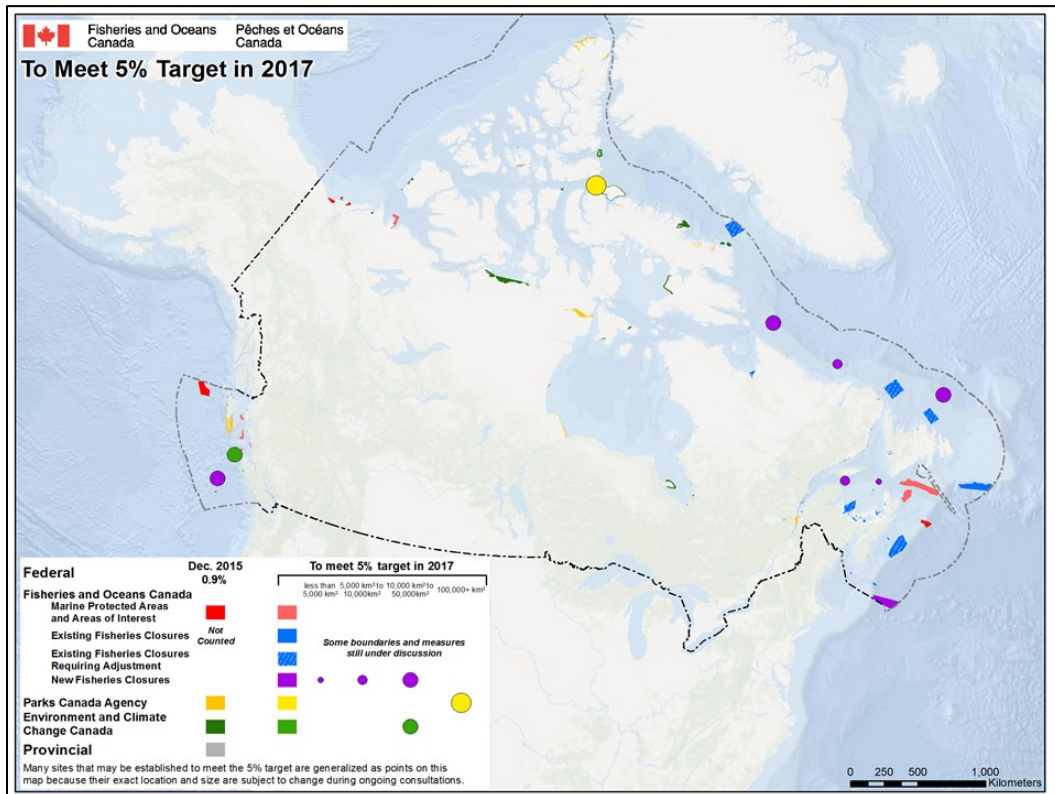 Fisheries and Oceans Pêches et Océans
Canada Canada
To Meet 5% Target in 2017
Federal
Dec. 2015
0.9%
To meet 5% target in 2017
less than 5,000 km² to 10,000 km² to 100,000+ km²
5,000 km² 10,000km² 50,000km²
Fisheries and Oceans Canada
Marine Protected Areas
and Areas of Interest
Not
Counted
Existing Fisheries Closures
Some boundaries and measures
still under discussion
Existing Fisheries Closures
Requiring Adjustment
New Fisheries Closures
Parks Canada Agency
Environment and Climate
Change Canada
Provincial
Many sites that may be established to meet the 5% target are generalized as points on this
map because their exact location and size are subject to change during ongoing consultations.
0 250 500 1,000
Kilometers